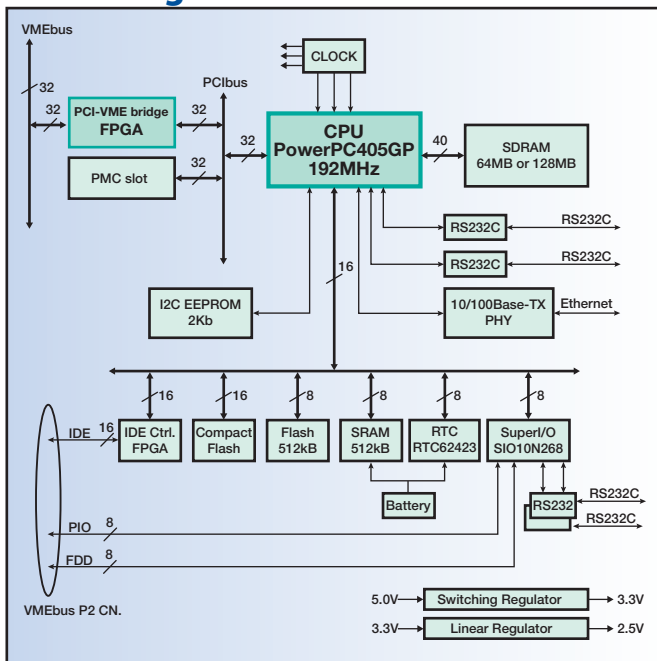 VMEbus
32
32
PCI-VME bridge
FPGA
32
PCIbus
32
PMC slot
32
CLOCK
CPU
PowerPC405GP
192MHz
40
SDRAM
64MB or 128MB
RS232C
RS232C
RS232C
RS232C
16
I2C EEPROM
2Kb
10/100Base-TX
PHY
Ethernet
16
16
8
8
8
8
IDE
16
IDE Ctrl.
FPGA
Compact
Flash
Flash
512kB
SRAM
512kB
RTC
RTC62423
SuperI/O
SIO10N268
Battery
RS232
RS232C
RS232C
PIO
8
FDD
8
VMEbus P2 CN.
5.0V
Switching Regulator
3.3V
3.3V
Linear Regulator
2.5V